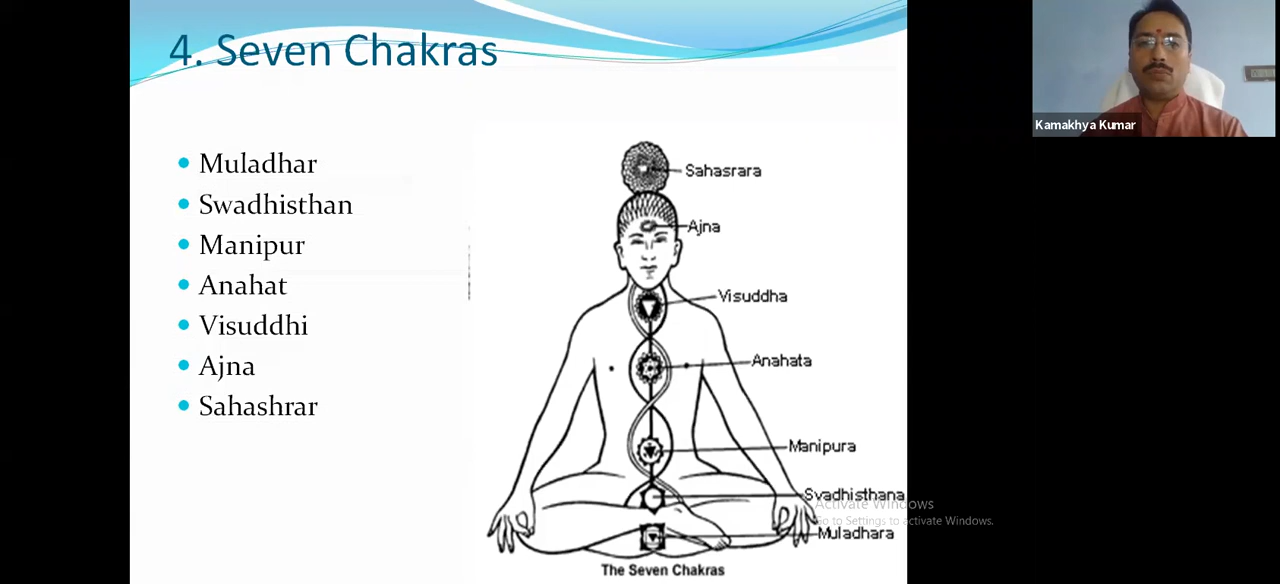 4. Seven Chakras
Kamakhya Kumar
Muladhar
Swadhisthan
Manipur
Anahat
Visuddhi
Ajna
Sahashrar
Sahasrara
Ajna
Visuddha
Anahata
Manipura
Svadhisthana
Muladhara
The Seven Chakras
Activate Windows
Go to Settings to activate Windows.